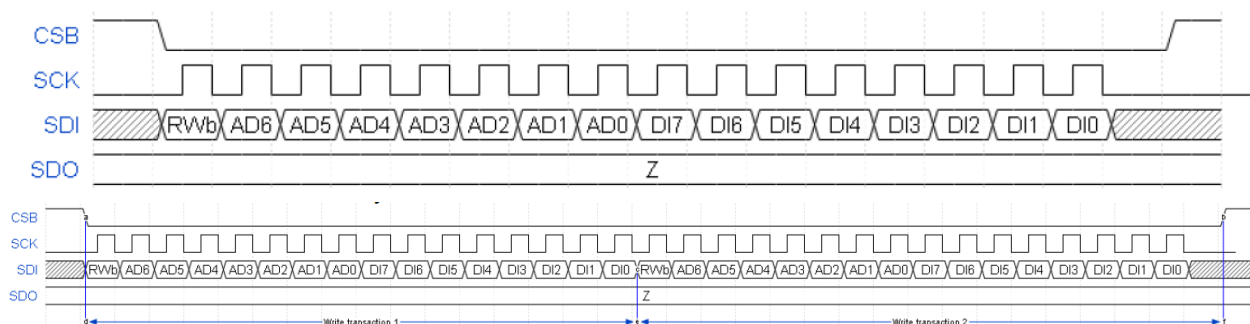 CSB
SCK
SDI RWb AD6 AD5 AD4 AD3 AD2 AD1 AD0 DI7 DI6 DI5 DI4 DI3 DI2 DI1 DI0
SDO Z
CSB
SCK
SDI RWb AD6 AD5 AD4 AD3 AD2 AD1 AD0 DI7 DI6 DI5 DI4 DI3 DI2 DI1 DI0 RWb AD6 AD5 AD4 AD3 AD2 AD1 AD0 DI7 DI6 DI5 DI4 DI3 DI2 DI1 DI0
SDO Z
Write transaction 1 Write transaction 2